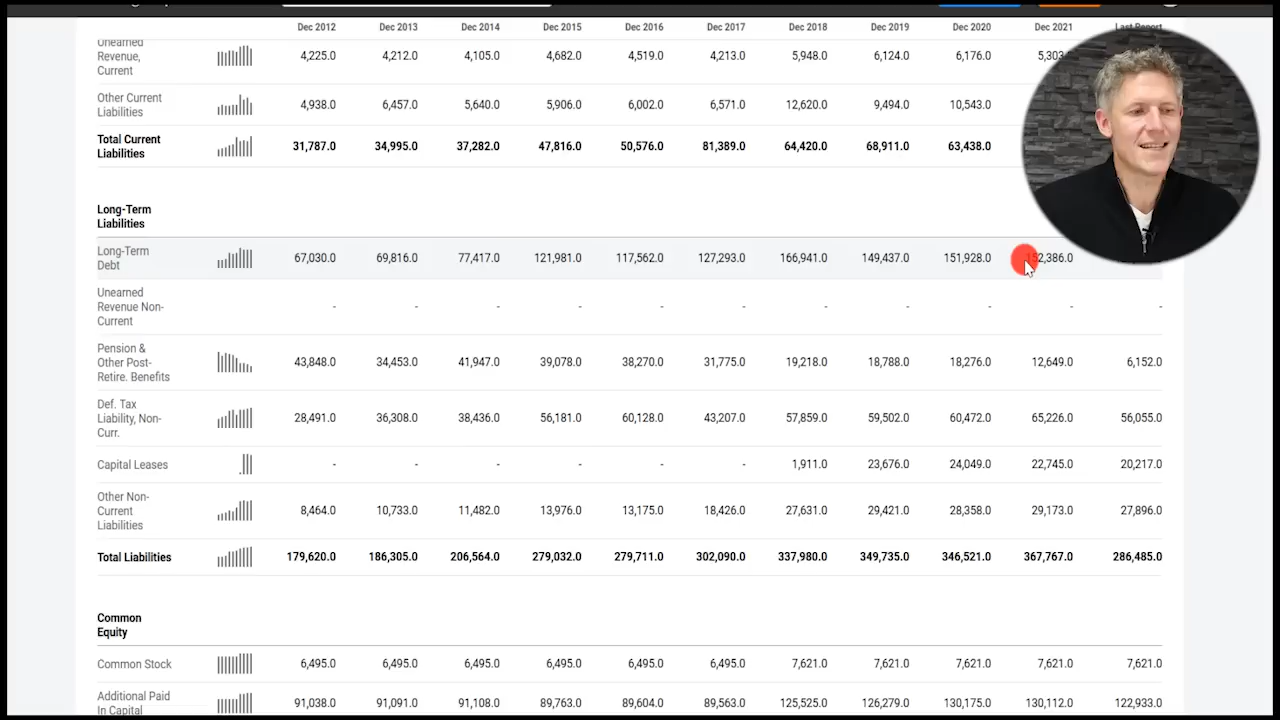 Dec 2012 Dec 2013 Dec 2014 Dec 2015 Dec 2016 Dec 2017 Dec 2018 Dec 2019 Dec 2020 Dec 2021 Last Report
Unearned
Revenue, 4,225.0 4,212.0 4,105.0 4,682.0 4,519.0 4,213.0 5,948.0 6,124.0 6,176.0 5,303
Current
Other Current 4,938.0 6,457.0 5,640.0 5,906.0 6,002.0 6,571.0 12,620.0 9,494.0 10,543.0
Liabilities
Total Current 31,787.0 34,995.0 37,282.0 47,816.0 50,576.0 81,389.0 64,420.0 68,911.0 63,438.0
Liabilities
Long-Term
Liabilities
Long-Term 67,030.0 69,816.0 77,417.0 121,981.0 117,562.0 127,293.0 166,941.0 149,437.0 151,928.0 152,386.0
Debt
Unearned
Revenue Non- - - - - - - - - - - -
Current
Pension &
Other Post- 43,848.0 34,453.0 41,947.0 39,078.0 38,270.0 31,775.0 19,218.0 18,788.0 18,276.0 12,649.0 6,152.0
Retire. Benefits
Def. Tax
Liability, Non- 28,491.0 36,308.0 38,436.0 56,181.0 60,128.0 43,207.0 57,859.0 59,502.0 60,472.0 65,226.0 56,055.0
Curr.
Capital Leases - - - - - - 1,911.0 23,676.0 24,049.0 22,745.0 20,217.0
Other Non-
Current 8,464.0 10,733.0 11,482.0 13,976.0 13,175.0 18,426.0 27,631.0 29,421.0 28,358.0 29,173.0 27,896.0
Liabilities
Total Liabilities 179,620.0 186,305.0 206,564.0 279,032.0 279,711.0 302,090.0 337,980.0 349,735.0 346,521.0 367,767.0 286,485.0
Common
Equity
Common Stock 6,495.0 6,495.0 6,495.0 6,495.0 6,495.0 6,495.0 7,621.0 7,621.0 7,621.0 7,621.0 7,621.0
Additional Paid 91,038.0 91,091.0 91,108.0 89,763.0 89,604.0 89,563.0 125,525.0 126,279.0 130,175.0 130,112.0 122,933.0
In Capital